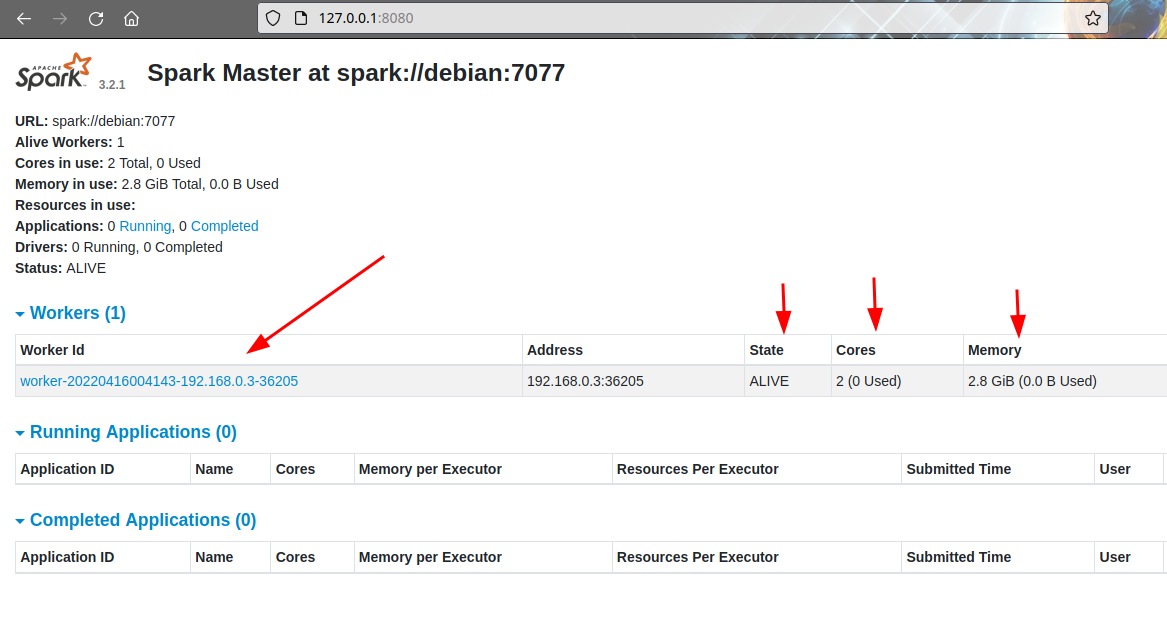 127.0.0.1:8080
APACHE
Spark 3.2.1 Spark Master at spark://debian:7077
URL: spark://debian:7077
Alive Workers: 1
Cores in use: 2 Total, 0 Used
Memory in use: 2.8 GiB Total, 0.0 B Used
Resources in use:
Applications: 0 Running, 0 Completed
Drivers: 0 Running, 0 Completed
Status: ALIVE
Workers (1)
Worker Id Address State Cores Memory
worker-20220416004143-192.168.0.3-36205 192.168.0.3:36205 ALIVE 2 (0 Used) 2.8 GiB (0.0 B Used)
Running Applications (0)
Application ID Name Cores Memory per Executor Resources Per Executor Submitted Time User
Completed Applications (0)
Application ID Name Cores Memory per Executor Resources Per Executor Submitted Time User